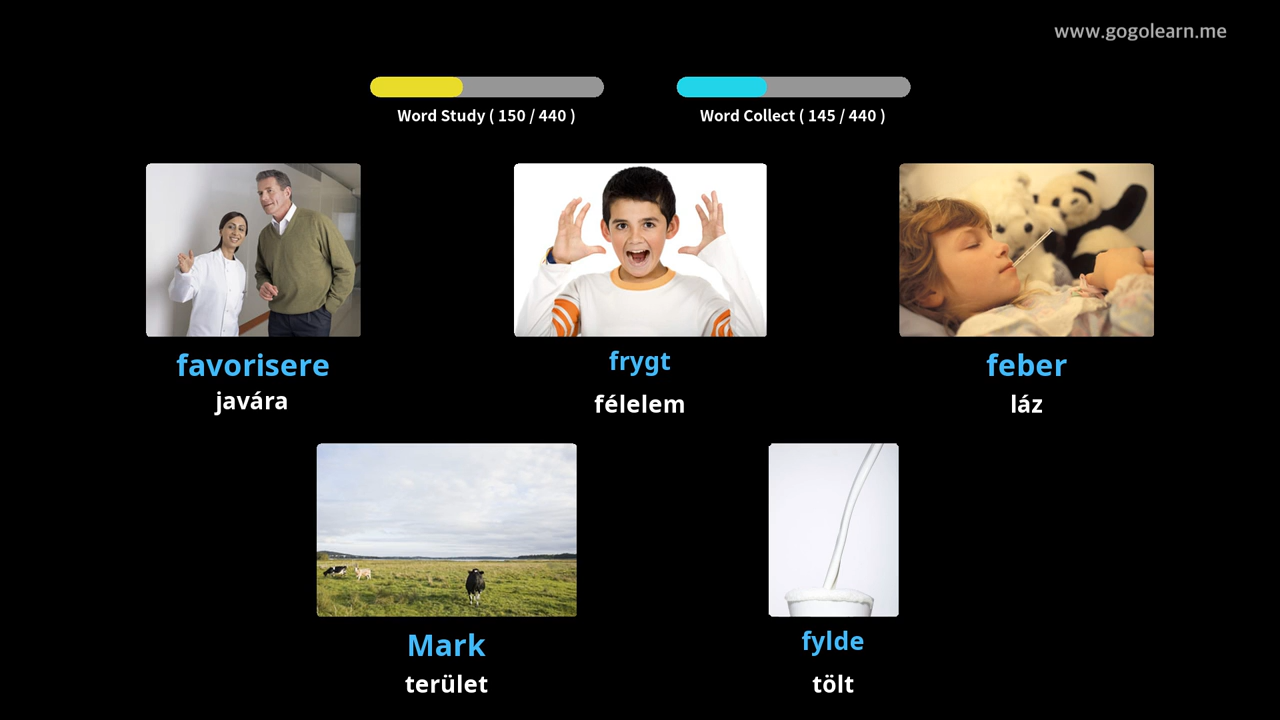 www.gogolearn.me
Word Study ( 150 / 440 )
Word Collect ( 145 / 440 )
favorisere
javára
frygt
félelem
feber
láz
Mark
terület
fylde
tölt